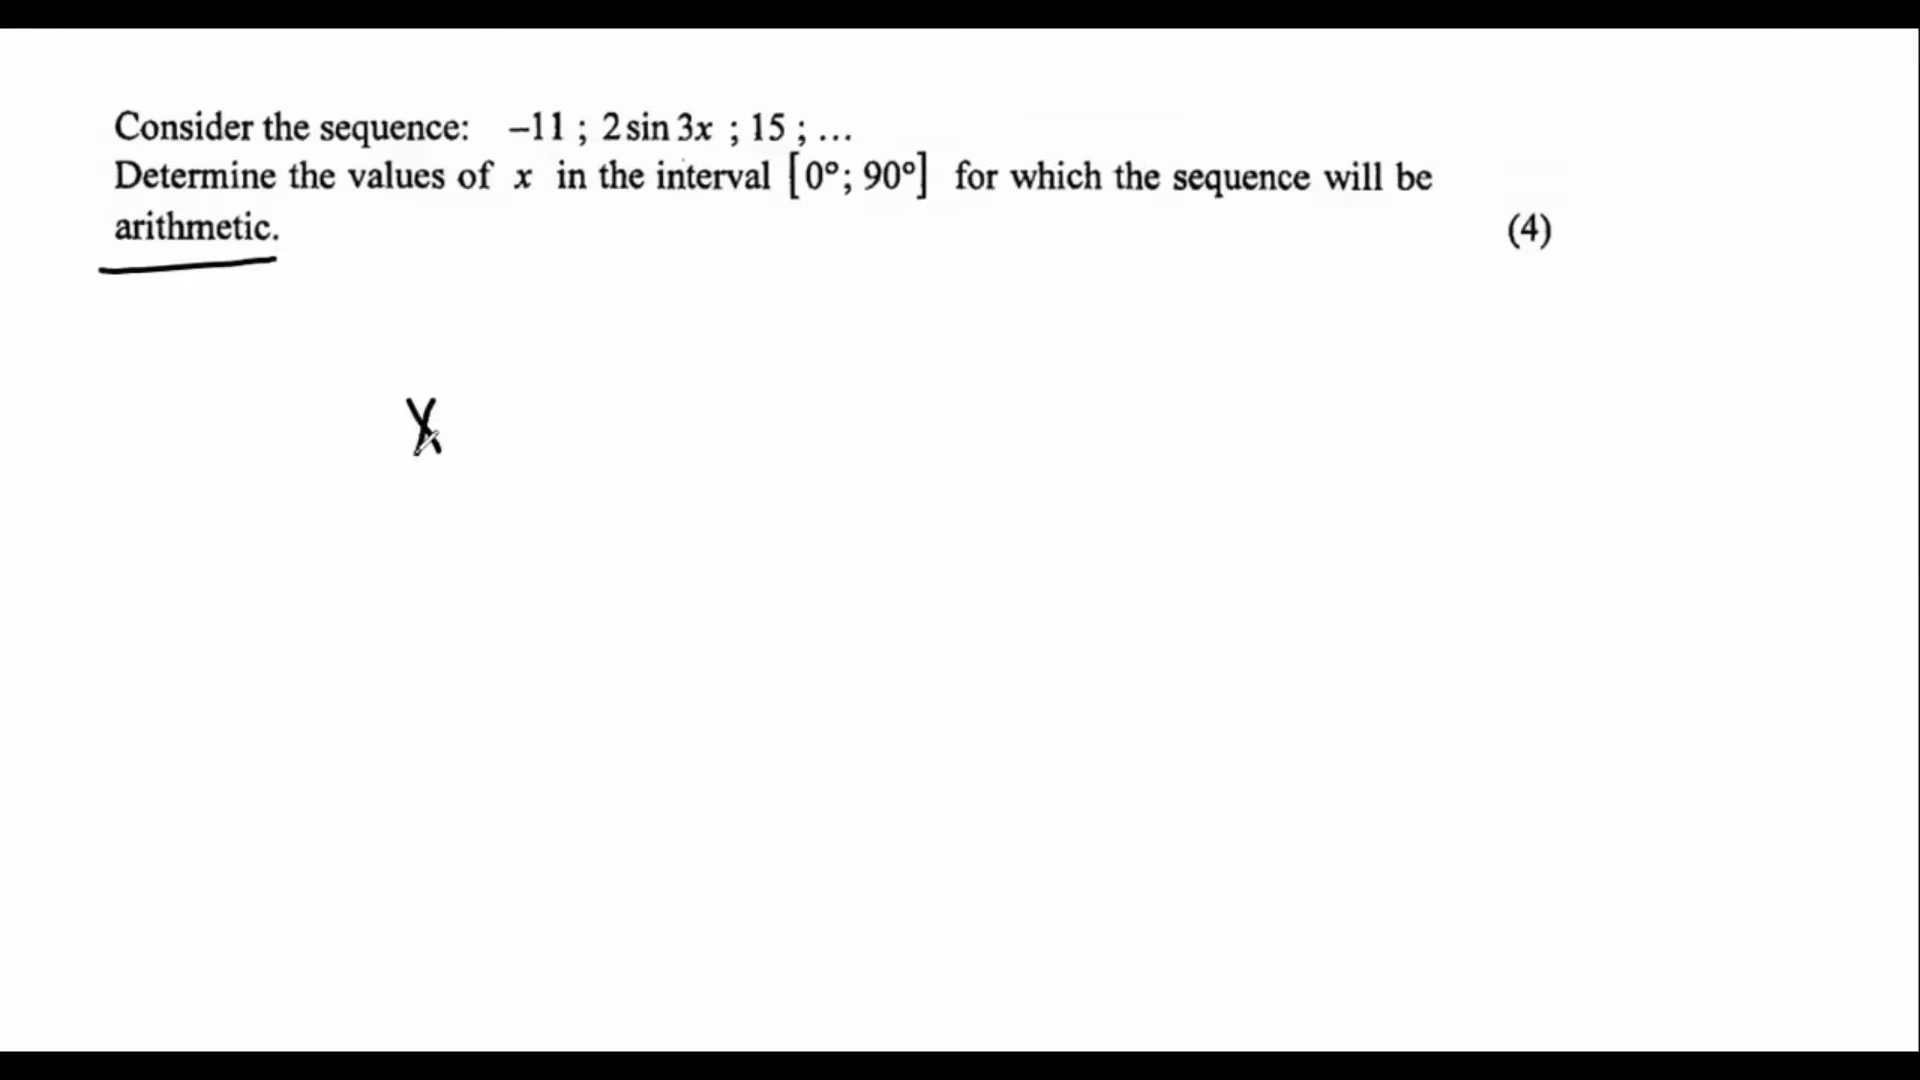 Consider the sequence: −11 ; 2 sin 3x ; 15 ; ...
Determine the values of x in the interval [0°; 90°] for which the sequence will be
arithmetic.
(4)
x